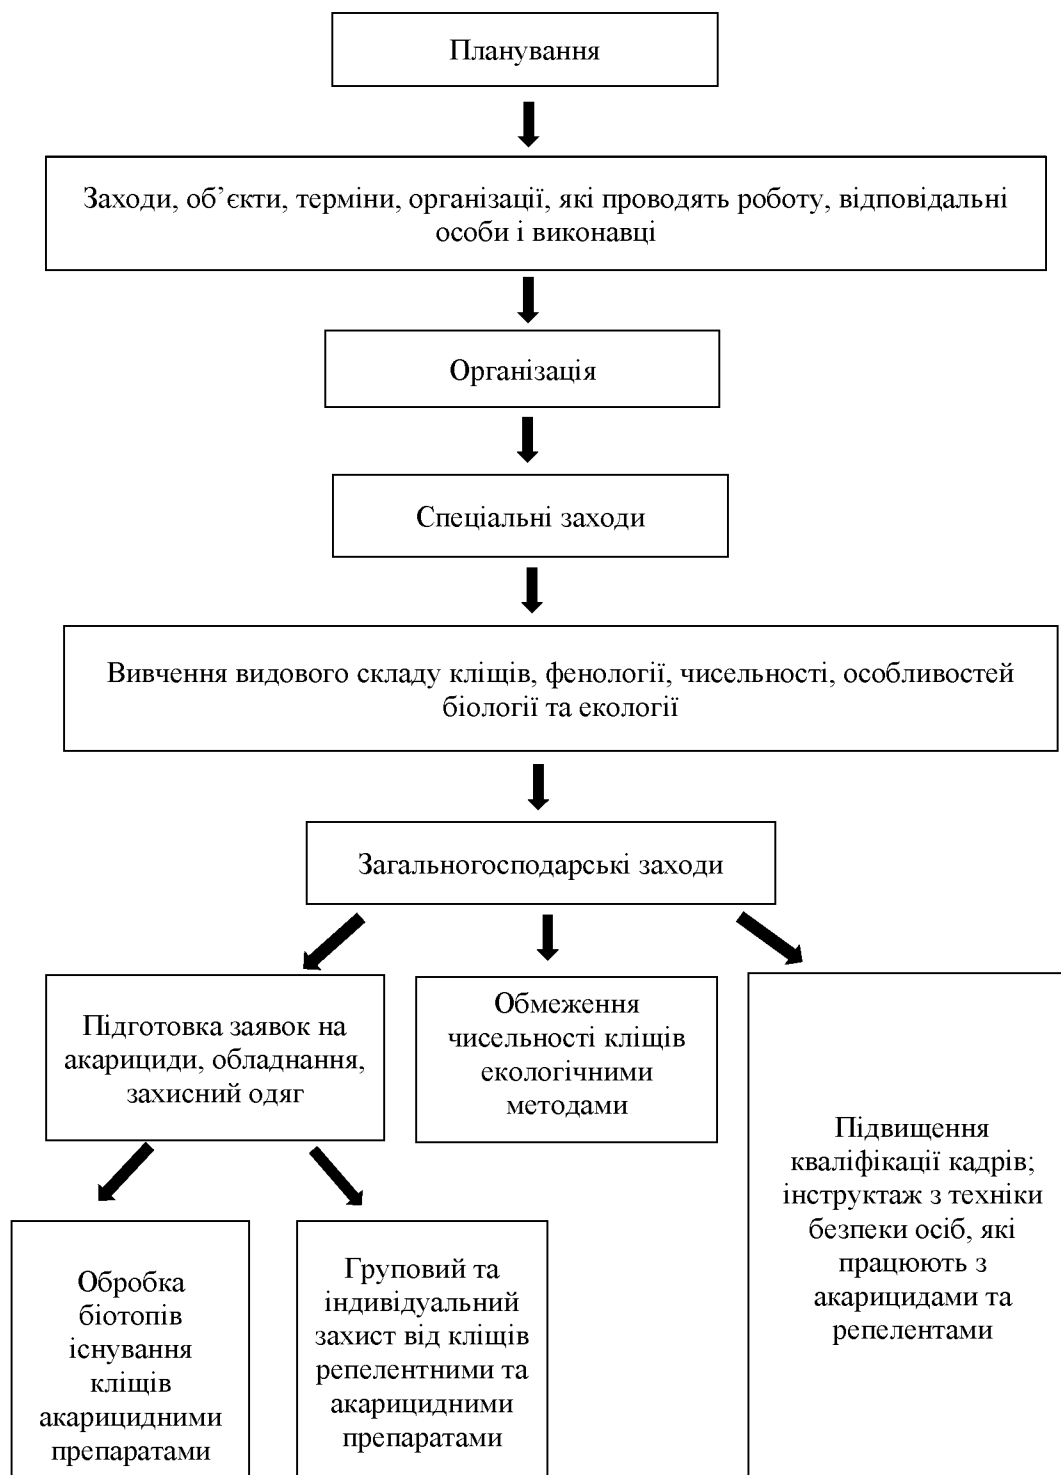 Планування
Заходи, об’єкти, терміни, організації, які проводять роботу, відповідальні
особи і виконавці
Організація
Спеціальні заходи
Вивчення видового складу кліщів, фенології, чисельності, особливостей
біології та екології
Загальногосподарські заходи
Підготовка заявок на
акарициди, обладнання,
захисний одяг
Обмеження
чисельності кліщів
екологічними
методами
Підвищення
кваліфікації кадрів;
інструктаж з техніки
безпеки осіб, які
працюють з
акарицидами та
репелентами
Обробка
біотопів
існування
кліщів
акарицидними
препаратами
Груповий та
індивідуальний
захист від кліщів
репелентними та
акарицидними
препаратами